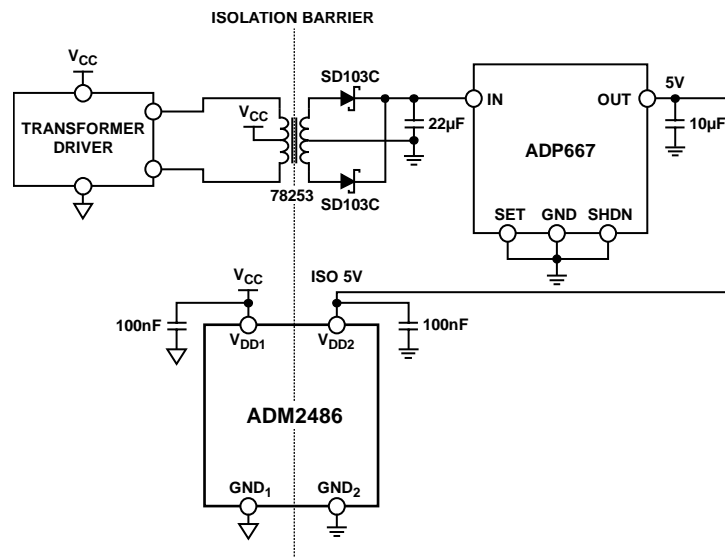 ISOLATION BARRIER
VCC
TRANSFORMER
DRIVER
VCC
78253
SD103C
SD103C
22µF
IN
OUT
ADP667
SET
GND
SHDN
5V
10µF
VCC
ISO 5V
100nF
100nF
VDD1
VDD2
ADM2486
GND1
GND2